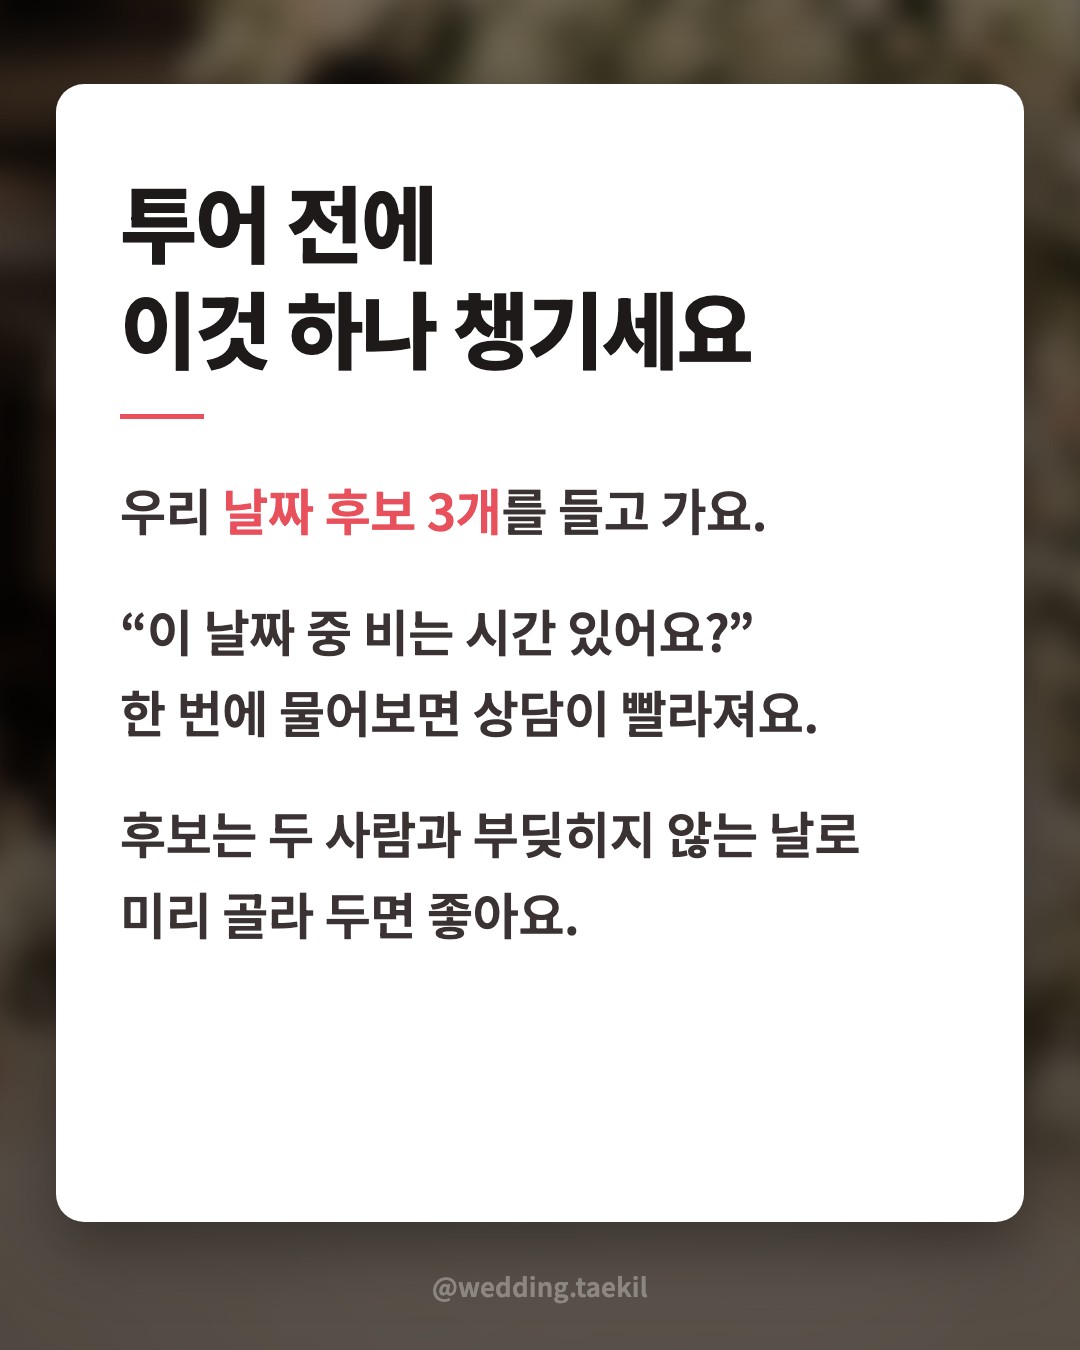 투어 전에
이것 하나 챙기세요
우리 날짜 후보 3개를 들고 가요.
“이 날짜 중 비는 시간 있어요?”
한 번에 물어보면 상담이 빨라져요.
후보는 두 사람과 부딪히지 않는 날로
미리 골라 두면 좋아요.
@wedding.taekil